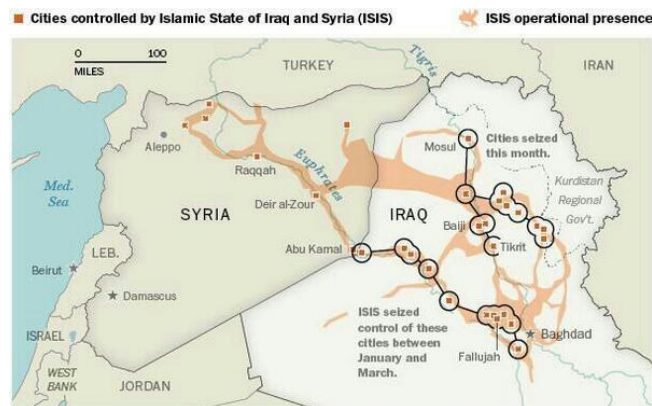 Cities controlled by Islamic State of Iraq and Syria (ISIS)
ISIS operational presence
0 100
MILES
TURKEY
Tigris
IRAN
Aleppo
Mosul
Cities seized
this month.
Raqqah
Euphrates
Med.
Sea
Deir al-Zour
Kurdistan
Regional
Gov't.
SYRIA
IRAQ
Baiji
Tikrit
Abu Kamal
LEB.
Beirut
Damascus
ISIS seized
control of these
cities between
January and
March.
Baghdad
Fallujah
ISRAEL
WEST
BANK
JORDAN